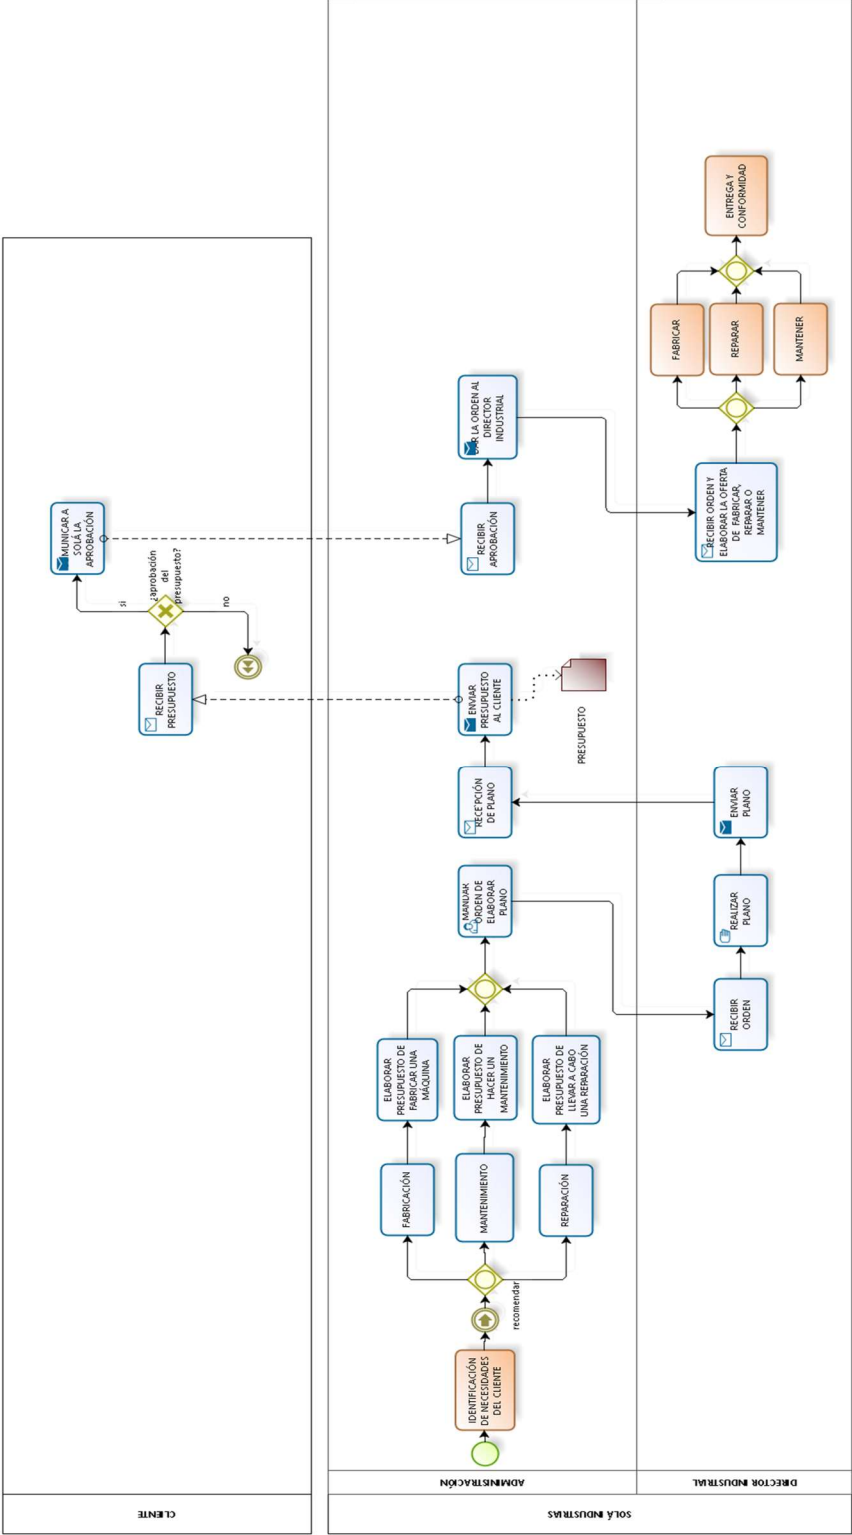 CLIENTE
RECIBIR
PRESUPUESTO
¿aprobación
del
presupuesto?
si
no
MUNICAR A
SOLÁ LA
APROBACIÓN
SOLÁ INDUSTRIAS
ADMINISTRACIÓN
IDENTIFICACIÓN
DE NECESIDADES
DEL CLIENTE
recomendar
FABRICACIÓN
MANTENIMIENTO
REPARACIÓN
ELABORAR
PRESUPUESTO DE
FABRICAR UNA
MÁQUINA
ELABORAR
PRESUPUESTO DE
HACER UN
MANTENIMIENTO
ELABORAR
PRESUPUESTO DE
LLEVAR A CABO
UNA REPARACIÓN
MANDAR
ORDEN DE
ELABORAR
PLANO
RECEPCIÓN
DE PLANO
ENVIAR
PRESUPUESTO
AL CLIENTE
PRESUPUESTO
RECIBIR
APROBACIÓN
AR LA ORDEN AL
DIRECTOR
INDUSTRIAL
DIRECTOR INDUSTRIAL
RECIBIR
ORDEN
REALIZAR
PLANO
ENVIAR
PLANO
RECIBIR ORDEN Y
ELABORAR LA OFERTA
DE FABRICAR,
REPARAR O
MANTENER
FABRICAR
REPARAR
MANTENER
ENTREGA Y
CONFORMIDAD